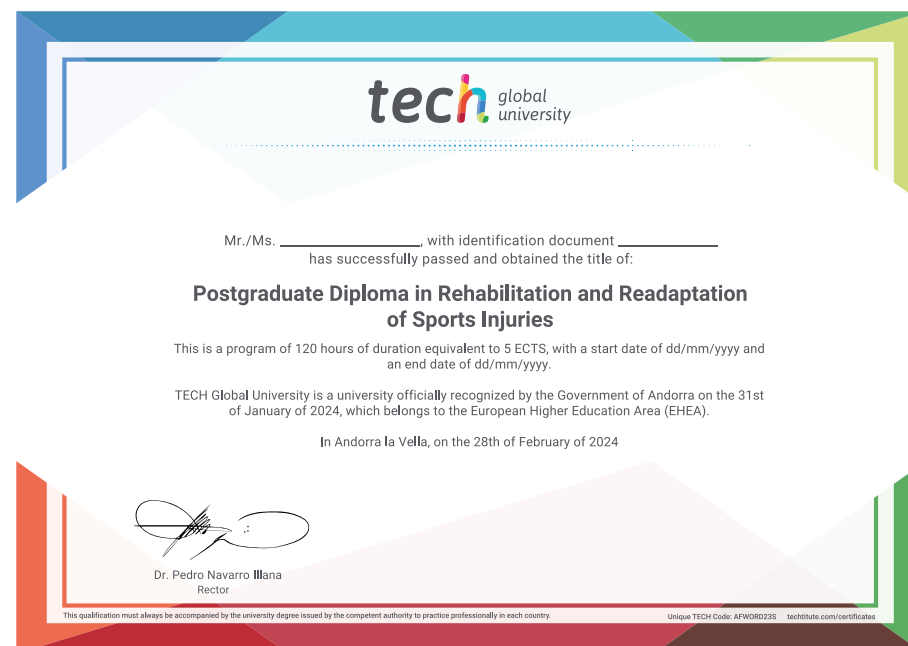 tech global university
Mr./Ms. ____________, with identification document ____________
has successfully passed and obtained the title of:
Postgraduate Diploma in Rehabilitation and Readaptation
of Sports Injuries
This is a program of 120 hours of duration equivalent to 5 ECTS, with a start date of dd/mm/yyyy and
an end date of dd/mm/yyyy.
TECH Global University is a university officially recognized by the Government of Andorra on the 31st
of January of 2024, which belongs to the European Higher Education Area (EHEA).
In Andorra la Vella, on the 28th of February of 2024
Dr. Pedro Navarro Illana
Rector
This qualification must always be accompanied by the university degree issued by the competent authority to practice professionally in each country.
Unique TECH Code: AFWORD23S techtitute.com/certificates